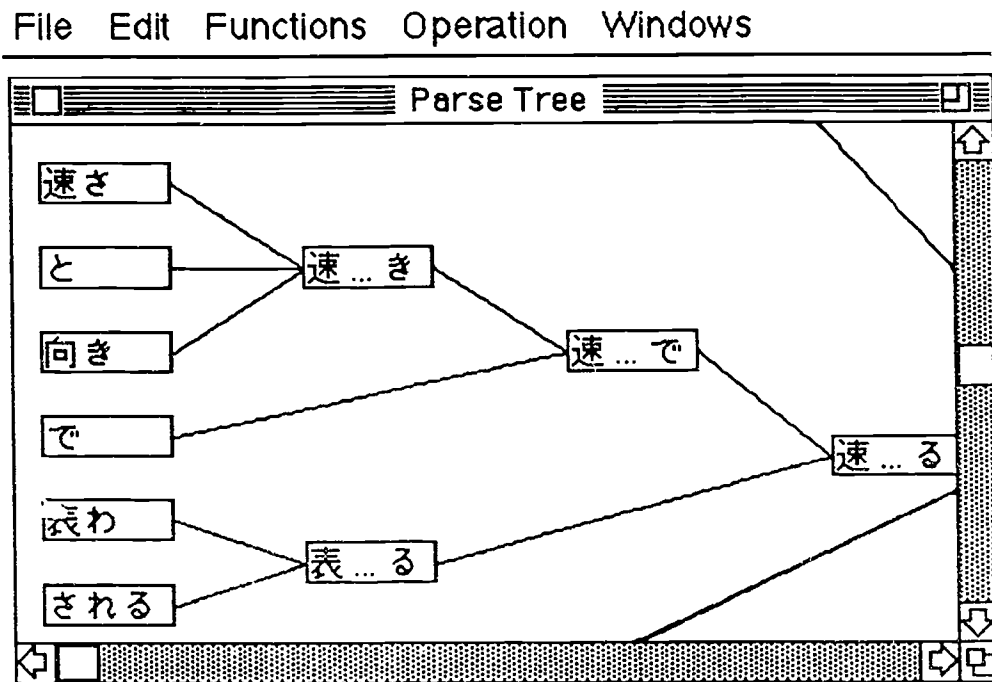 File Edit Functions Operation Windows
Parse Tree
速さ
と
速 ... き
向き
速 ... で
で
速 ... る
表わ
表 ... る
される